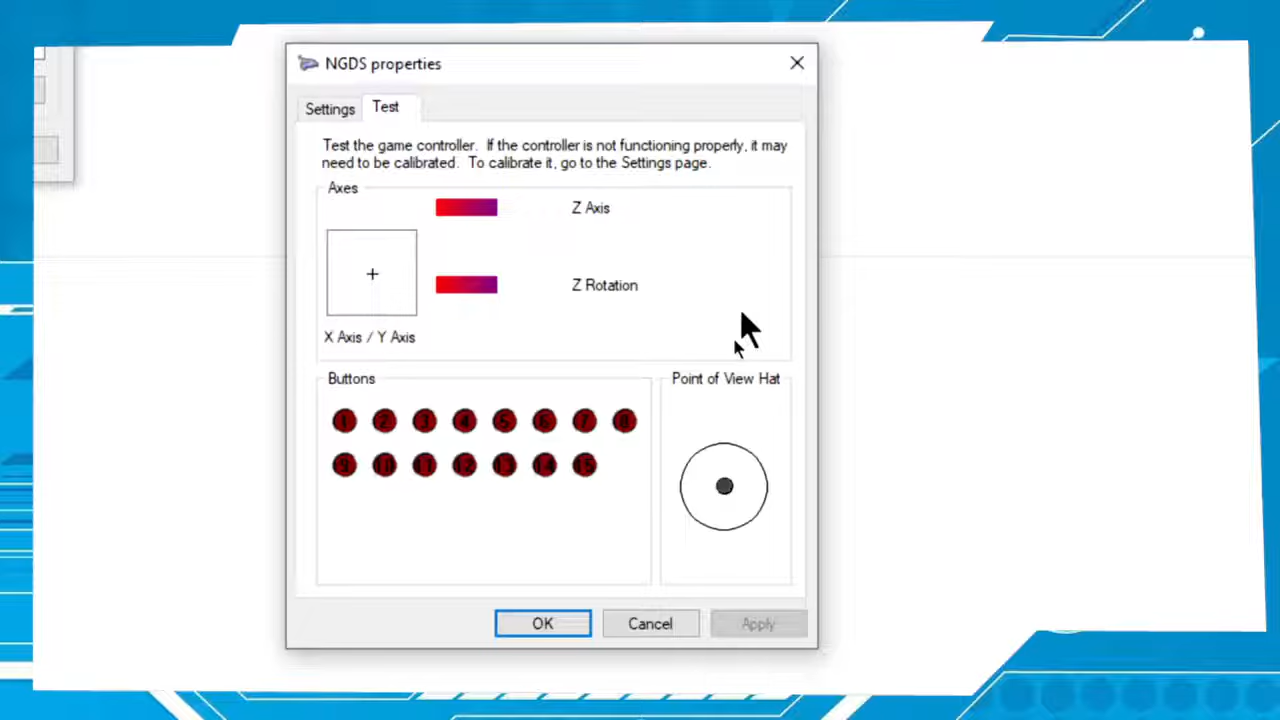 NGDS properties
Settings
Test
Test the game controller. If the controller is not functioning properly, it may
need to be calibrated. To calibrate it, go to the Settings page.
Axes
Z Axis
Z Rotation
X Axis / Y Axis
Buttons
1 2 3 4 5 6 7 8
9 10 11 12 13 14 15
Point of View Hat
OK
Cancel
Apply